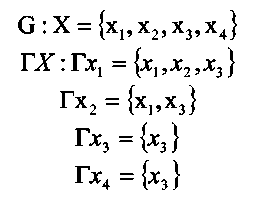 G : X = {x₁, x₂, x₃, x₄}
ΓX : Γx₁ = {x₁, x₂, x₃}
Γx₂ = {x₁, x₃}
Γx₃ = {x₃}
Γx₄ = {x₃}